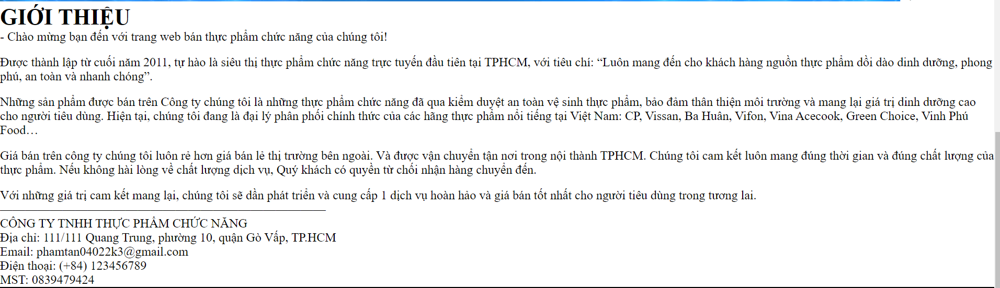 GIỚI THIỆU
- Chào mừng bạn đến với trang web bán thực phẩm chức năng của chúng tôi!
Được thành lập từ cuối năm 2011, tự hào là siêu thị thực phẩm chức năng trực tuyến đầu tiên tại TPHCM, với tiêu chí: “Luôn mang đến cho khách hàng nguồn thực phẩm dồi dào dinh dưỡng, phong
phú, an toàn và nhanh chóng”.
Những sản phẩm được bán trên Công ty chúng tôi là những thực phẩm chức năng đã qua kiểm duyệt an toàn vệ sinh thực phẩm, bảo đảm thân thiện môi trường và mang lại giá trị dinh dưỡng cao
cho người tiêu dùng. Hiện tại, chúng tôi đang là đại lý phân phối chính thức của các hãng thực phẩm nổi tiếng tại Việt Nam: CP, Vissan, Ba Huân, Vifon, Vina Acecook, Green Choice, Vinh Phú
Food…
Giá bán trên công ty chúng tôi luôn rẻ hơn giá bán lẻ thị trường bên ngoài. Và được vận chuyển tận nơi trong nội thành TPHCM. Chúng tôi cam kết luôn mang đúng thời gian và đúng chất lượng của
thực phẩm. Nếu không hài lòng về chất lượng dịch vụ, Quý khách có quyền từ chối nhận hàng chuyển đến.
Với những giá trị cam kết mang lại, chúng tôi sẽ dần phát triển và cung cấp 1 dịch vụ hoàn hảo và giá bán tốt nhất cho người tiêu dùng trong tương lai.
CÔNG TY TNHH THỰC PHẨM CHỨC NĂNG
Địa chỉ: 111/111 Quang Trung, phường 10, quận Gò Vấp, TP.HCM
Email: phamtan04022k3@gmail.com
Điện thoại: (+84) 123456789
MST: 0839479424